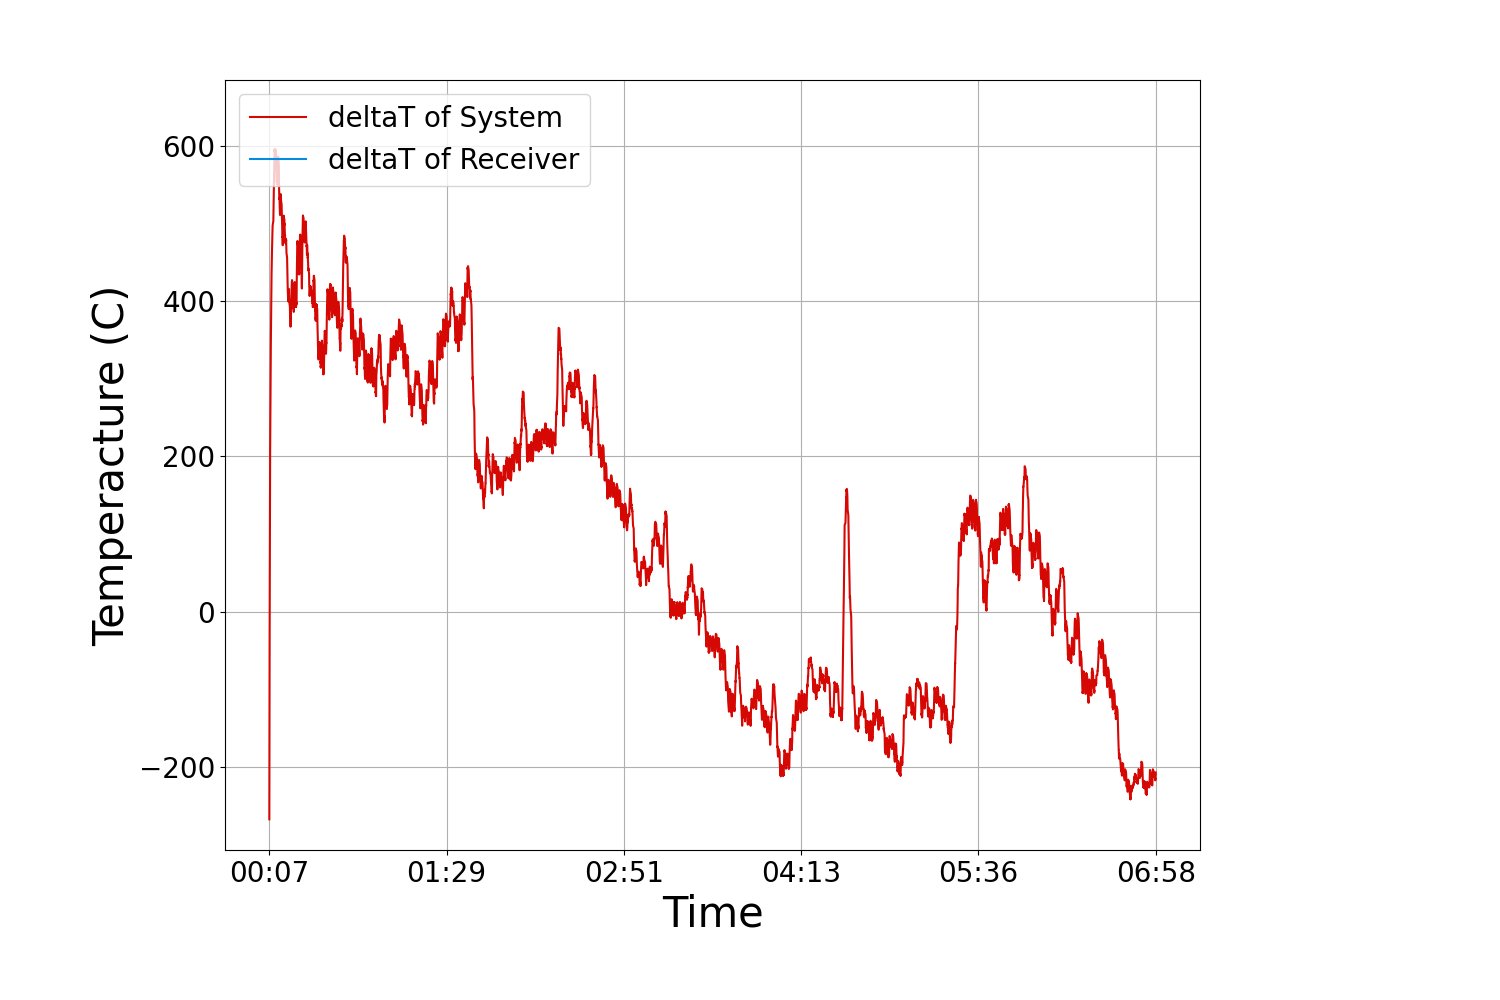 deltaT of System
deltaT of Receiver
600
400
200
0
−200
Temperacture (C)
00:07 01:29 02:51 04:13 05:36 06:58
Time